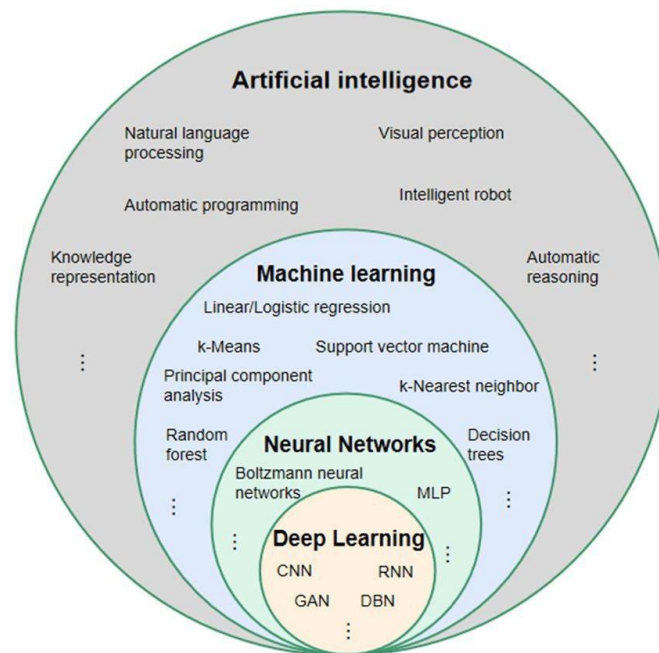 Artificial intelligence
Natural language
processing
Visual perception
Automatic programming
Intelligent robot
Knowledge
representation
Automatic
reasoning
Machine learning
Linear/Logistic regression
k-Means
Support vector machine
Principal component
analysis
k-Nearest neighbor
Random
forest
Decision
trees
Neural Networks
Boltzmann neural
networks
MLP
Deep Learning
CNN
RNN
GAN
DBN